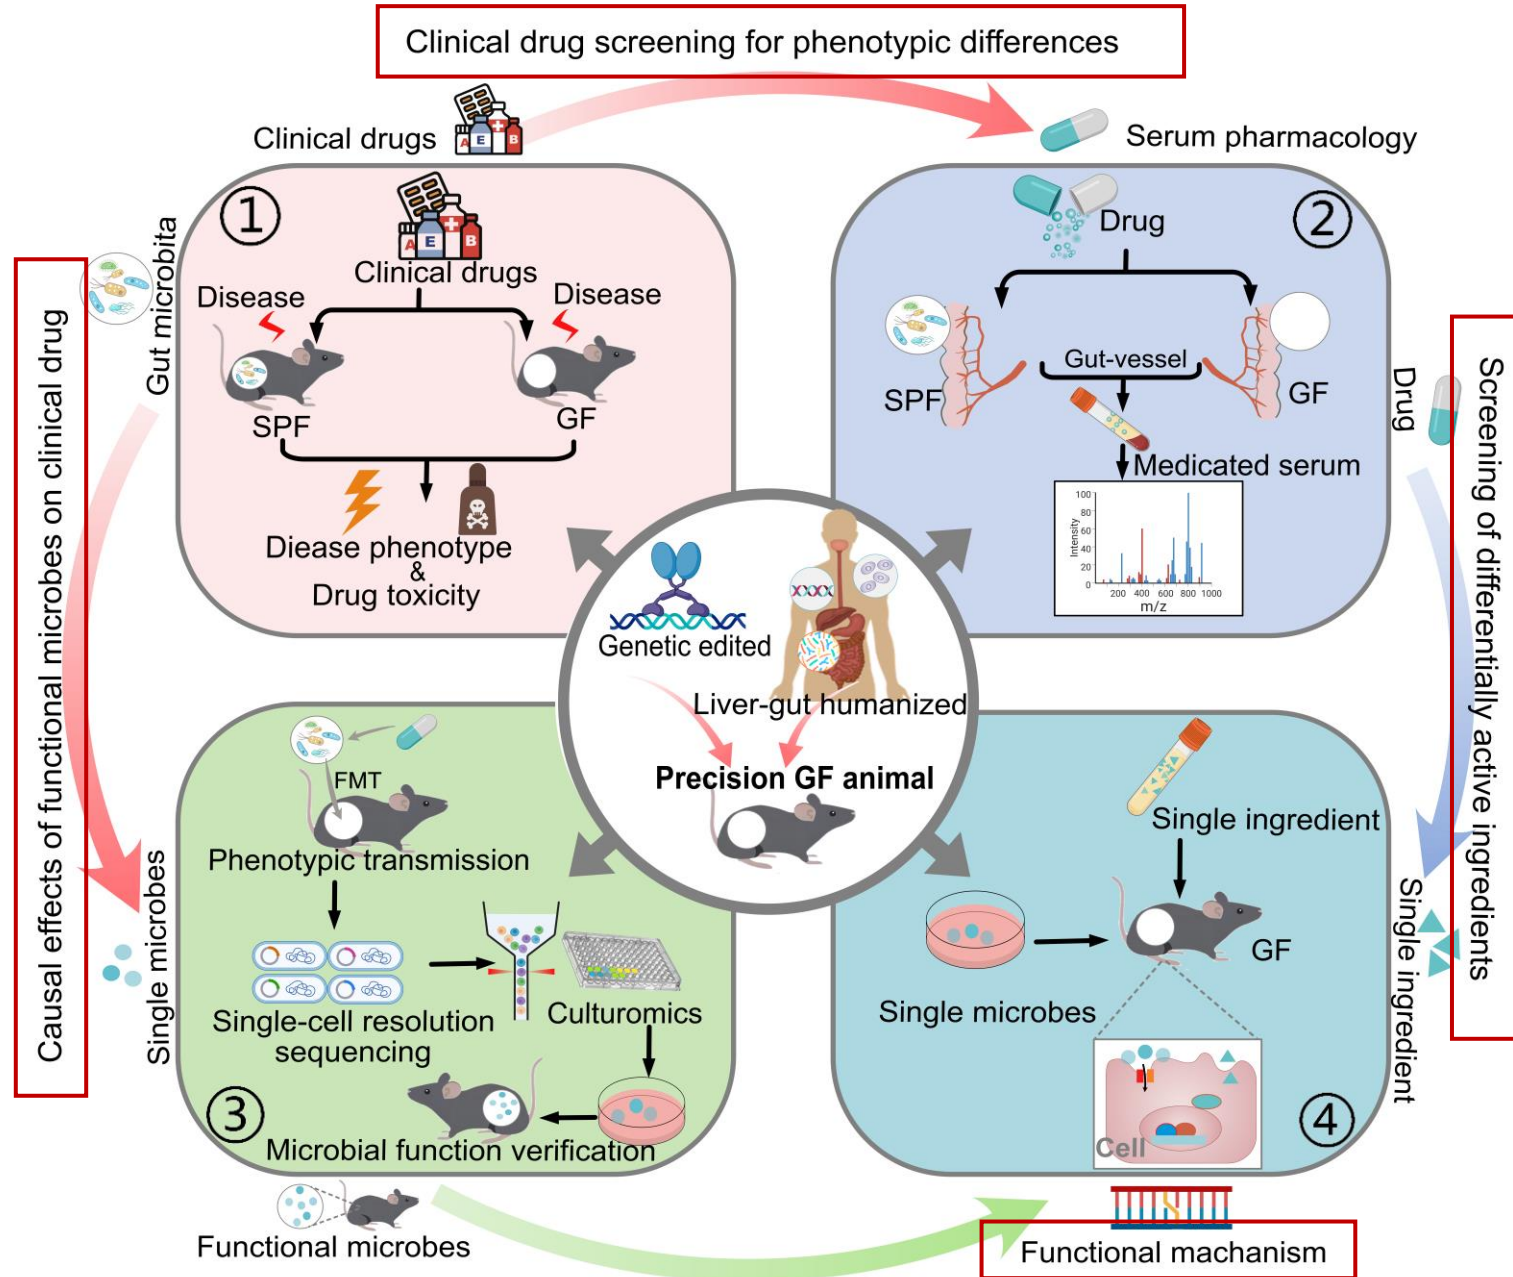 Clinical drug screening for phenotypic differences
Clinical drugs
A E B
Serum pharmacology
Gut microbita
Causal effects of functional microbes on clinical drug
Single microbes
①
A E B
Clinical drugs
Disease
Disease
SPF
GF
Diease phenotype
&
Drug toxicity
②
Drug
Gut-vessel
SPF
GF
Medicated serum
Intensity
100
80
60
40
20
0
200 400 600 800 1000
m/z
Drug
Screening of differentially active ingredients
Single ingredient
Genetic edited
Liver-gut humanized
Precision GF animal
FMT
Phenotypic transmission
Single-cell resolution
sequencing
Culturomics
③
Microbial function verification
Single ingredient
GF
Single microbes
Cell
④
Functional microbes
Functional machanism